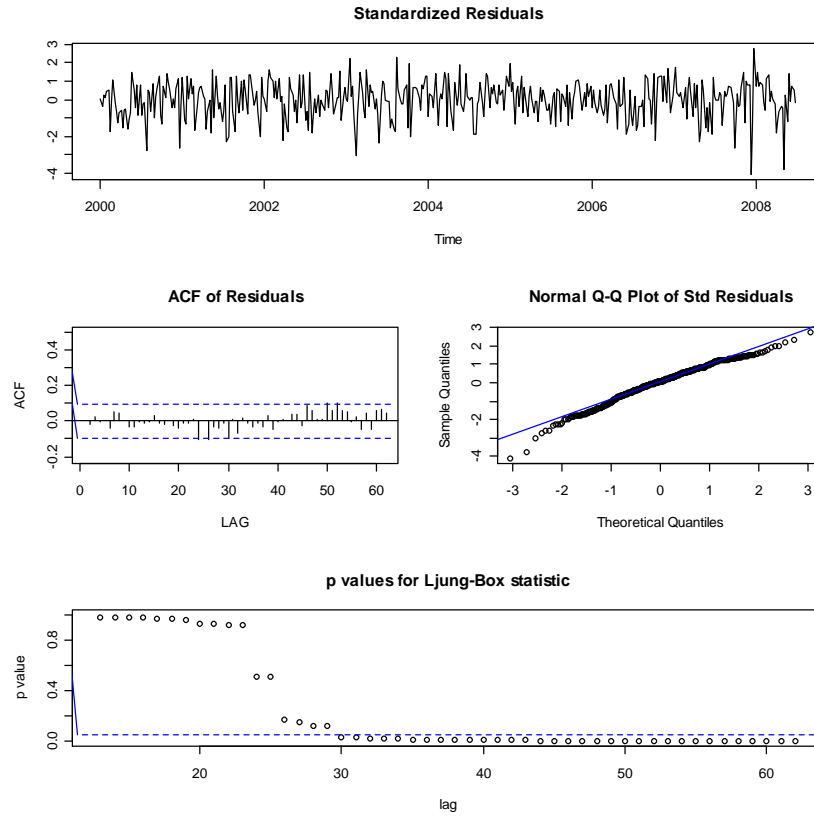 Standardized Residuals
3
2
1
0
-2
-4
2000 2002 2004 2006 2008
Time
ACF of Residuals
ACF
0.4
0.2
0.0
-0.2
0 10 20 30 40 50 60
LAG
Normal Q-Q Plot of Std Residuals
Sample Quantiles
3
2
1
0
-2
-4
-3 -2 -1 0 1 2 3
Theoretical Quantiles
p values for Ljung-Box statistic
p value
0.8
0.4
0.0
20 30 40 50 60
lag